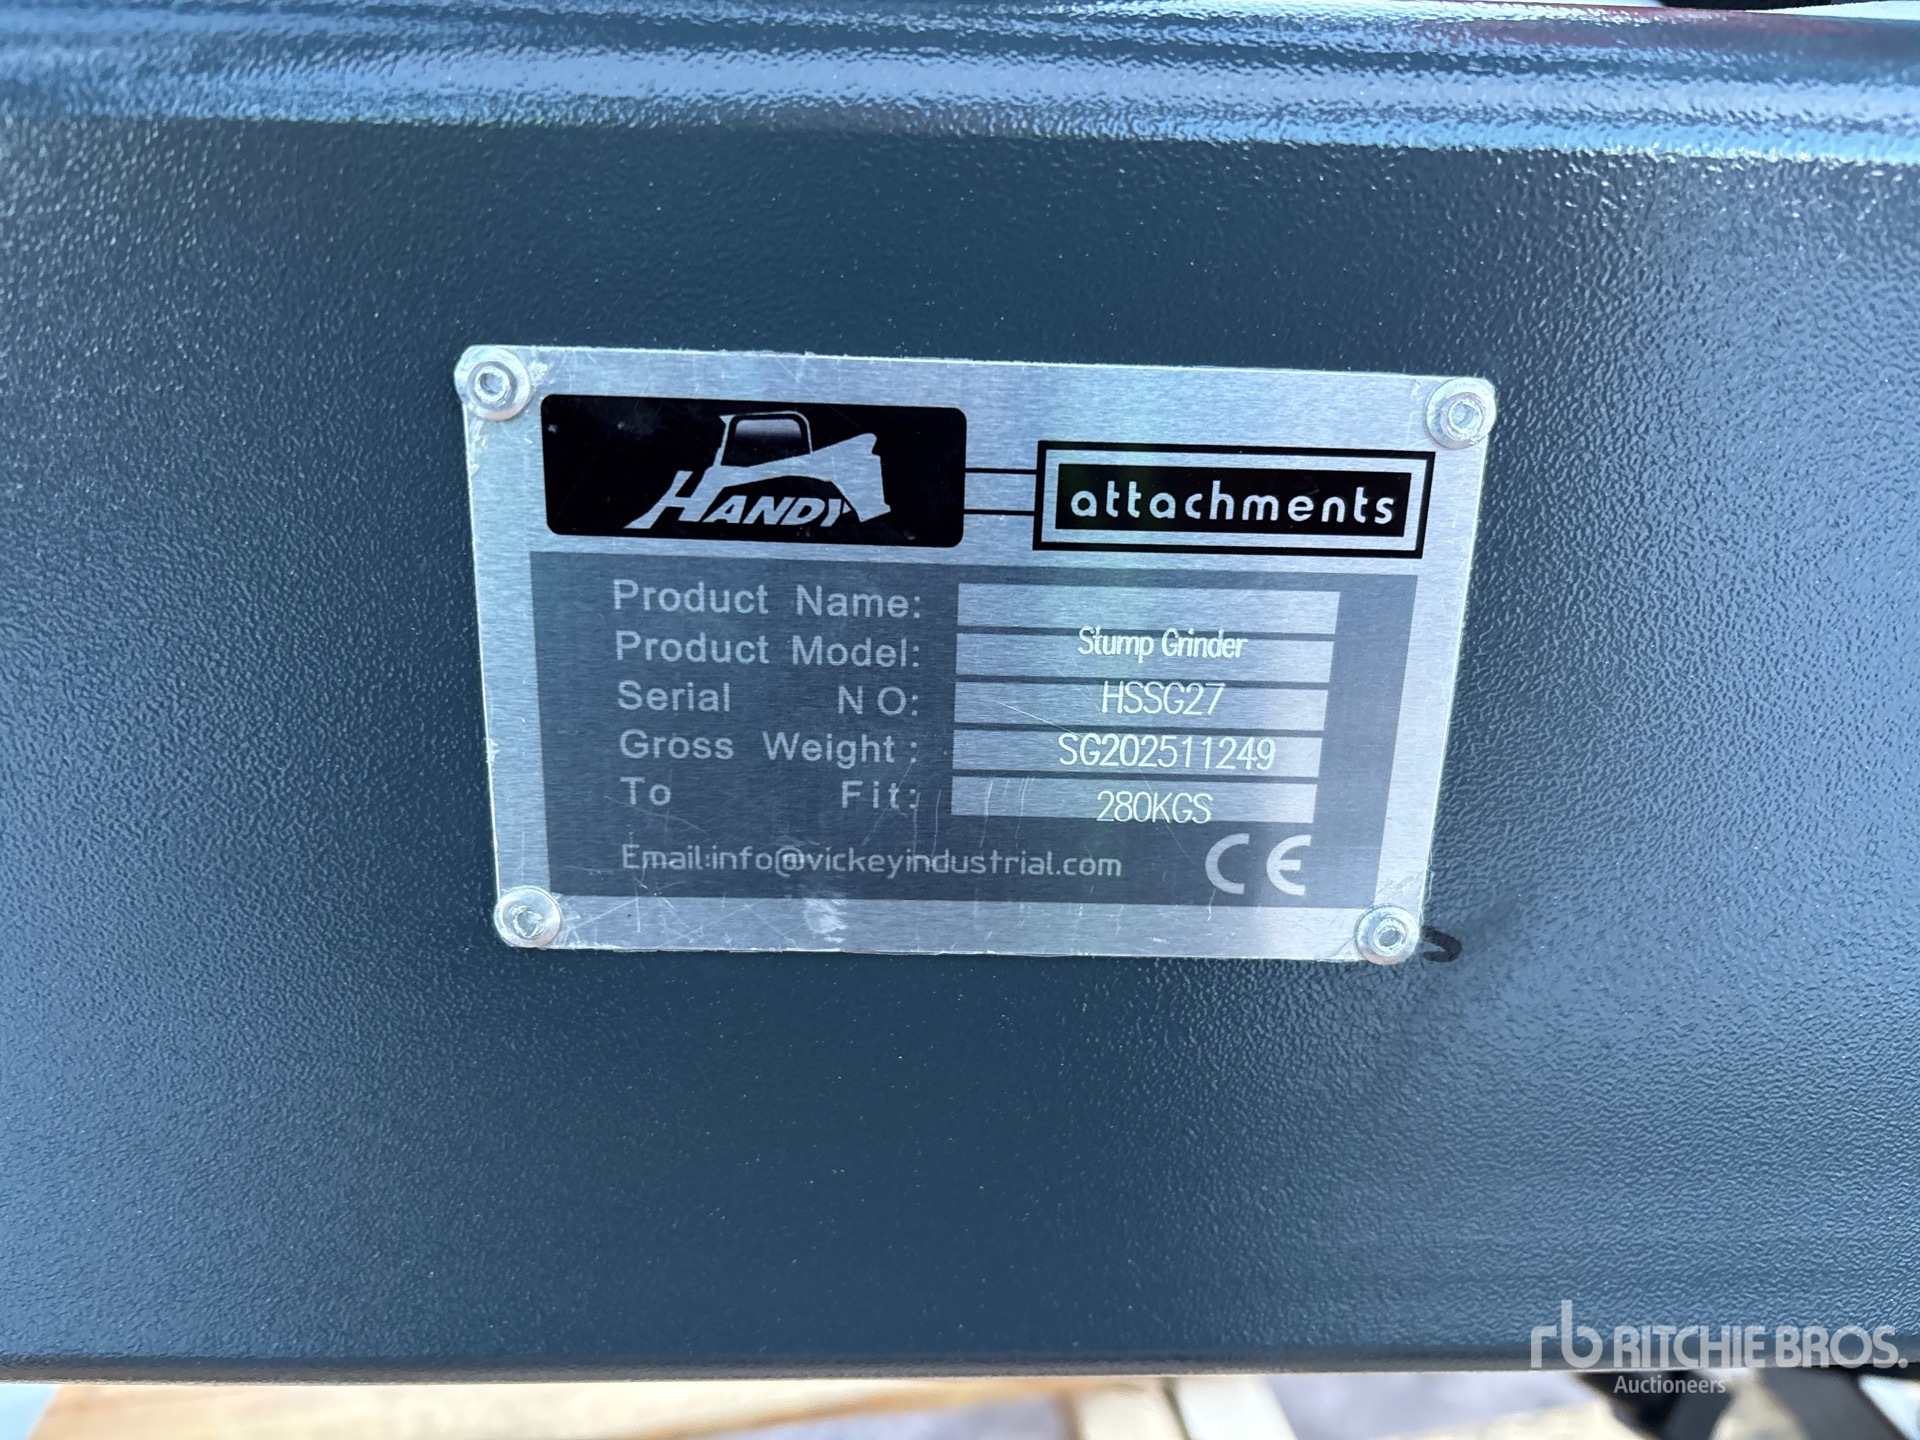 HANDY attachments
Product Name:
Product Model: Stump Grinder
Serial NO: HSSG27
Gross Weight: SG202511249
To Fit: 280KGS
Email:info@vickeyindustrial.com CE
rb RITCHIE BROS.
Auctioneers